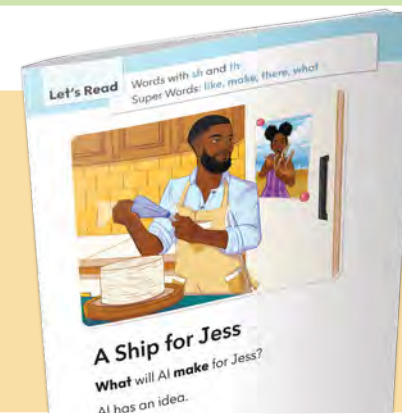 Let's Read
Words with sh and th
Super Words: like, make, there, what
A Ship for Jess
What will Al make for Jess?
Al has an idea.